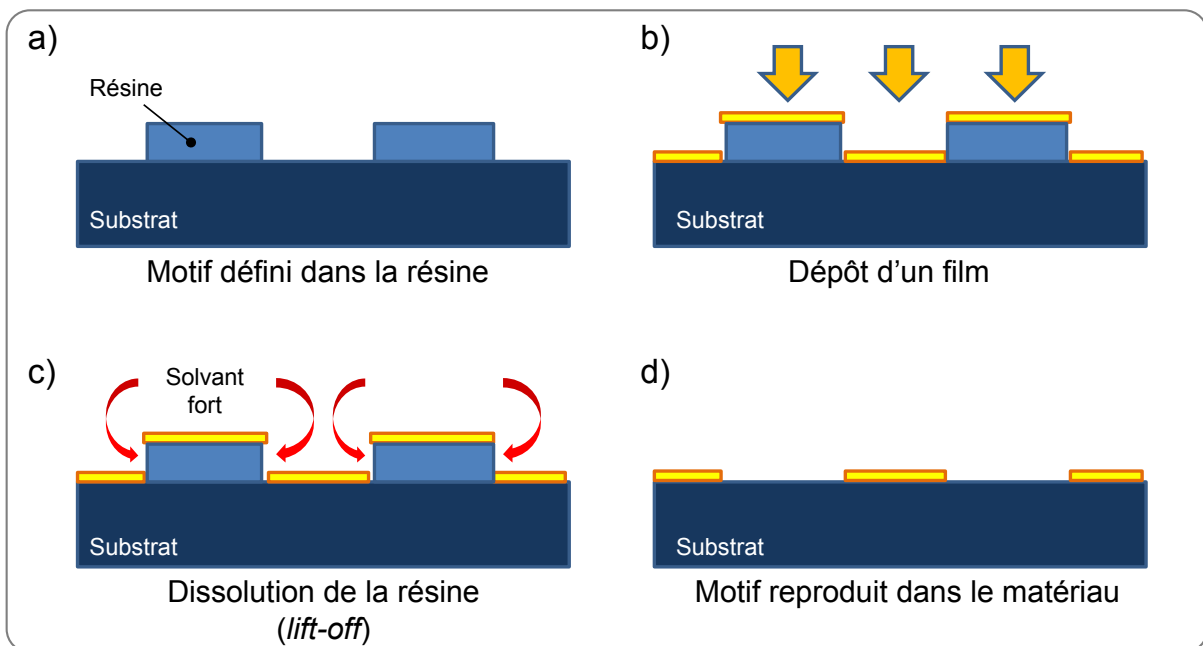 a)
Résine
Substrat
Motif défini dans la résine
b)
Substrat
Dépôt d’un film
c)
Solvant
fort
Substrat
Dissolution de la résine
(lift-off)
d)
Substrat
Motif reproduit dans le matériau